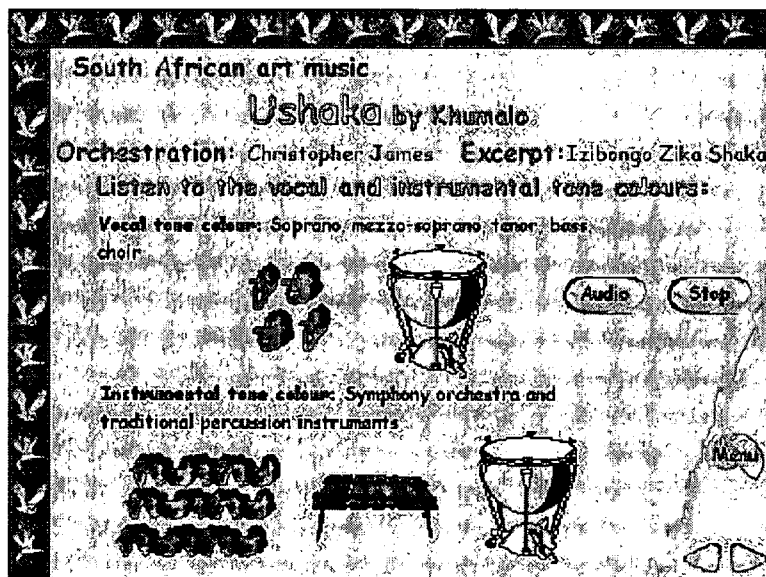 South African art music
Ushaka by Khumalo
Orchestration: Christopher James Excerpt: Izibongo Zika Shaka
Listen to the vocal and instrumental tone colours:
Vocal tone colour: Soprano, mezzo-soprano, tenor, bass,
choir
Audio Stop
Instrumental tone colour: Symphony orchestra and
traditional percussion instruments
Menu